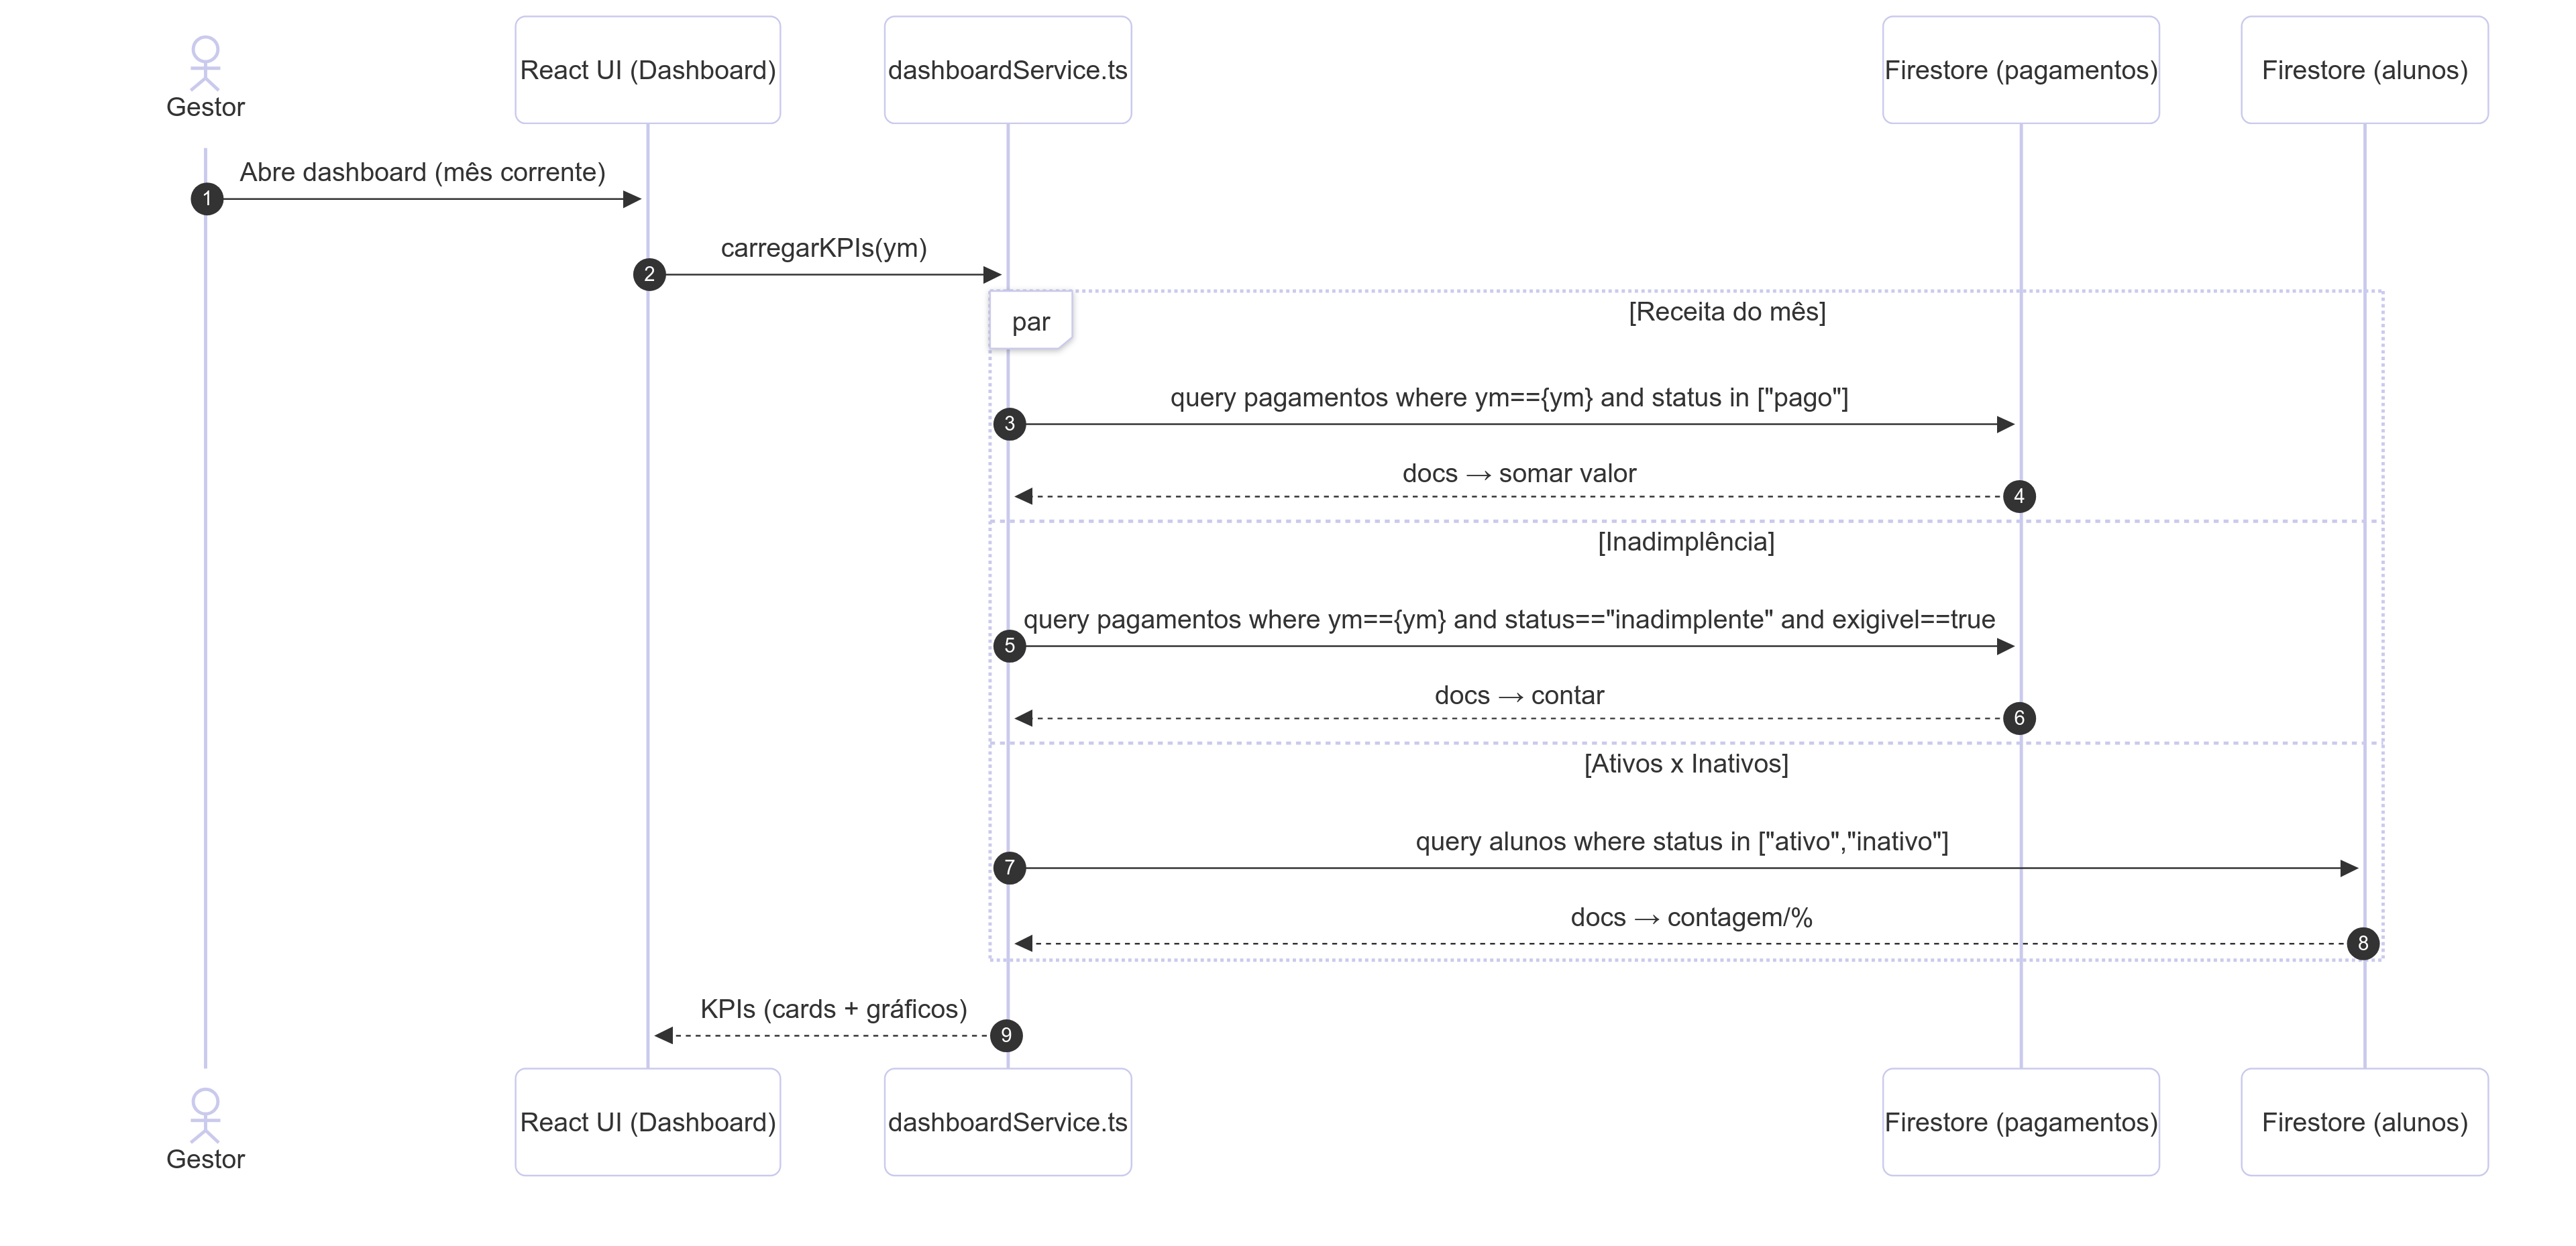 Gestor
React UI (Dashboard)
dashboardService.ts
Firestore (pagamentos)
Firestore (alunos)
Abre dashboard (mês corrente)
1
carregarKPIs(ym)
2
par
[Receita do mês]
query pagamentos where ym=={ym} and status in ["pago"]
3
docs → somar valor
4
[Inadimplência]
query pagamentos where ym=={ym} and status=="inadimplente" and exigivel==true
5
docs → contar
6
[Ativos x Inativos]
query alunos where status in ["ativo","inativo"]
7
docs → contagem/%
8
KPIs (cards + gráficos)
9
Gestor
React UI (Dashboard)
dashboardService.ts
Firestore (pagamentos)
Firestore (alunos)